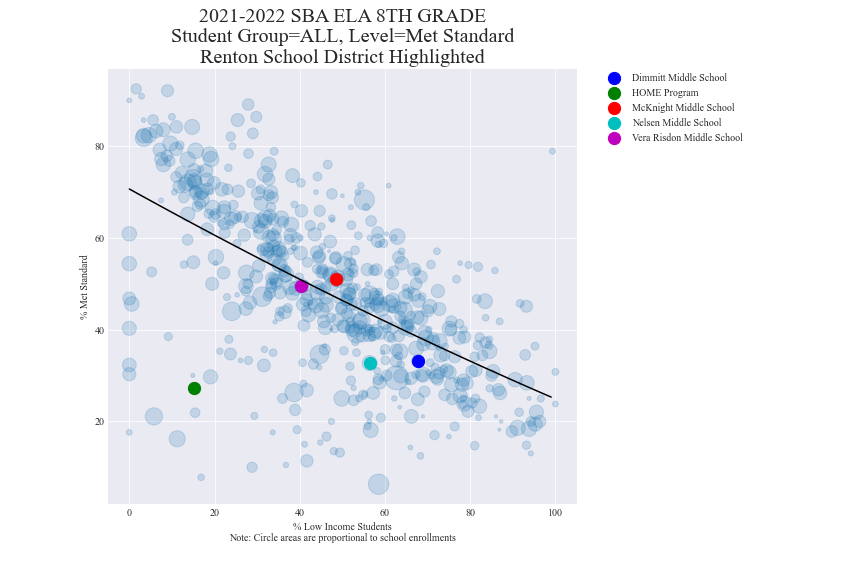 2021-2022 SBA ELA 8TH GRADE
Student Group=ALL, Level=Met Standard
Renton School District Highlighted
Dimmitt Middle School
HOME Program
McKnight Middle School
Nelsen Middle School
Vera Risdon Middle School
% Met Standard
80
60
40
20
0 20 40 60 80 100
% Low Income Students
Note: Circle areas are proportional to school enrollments